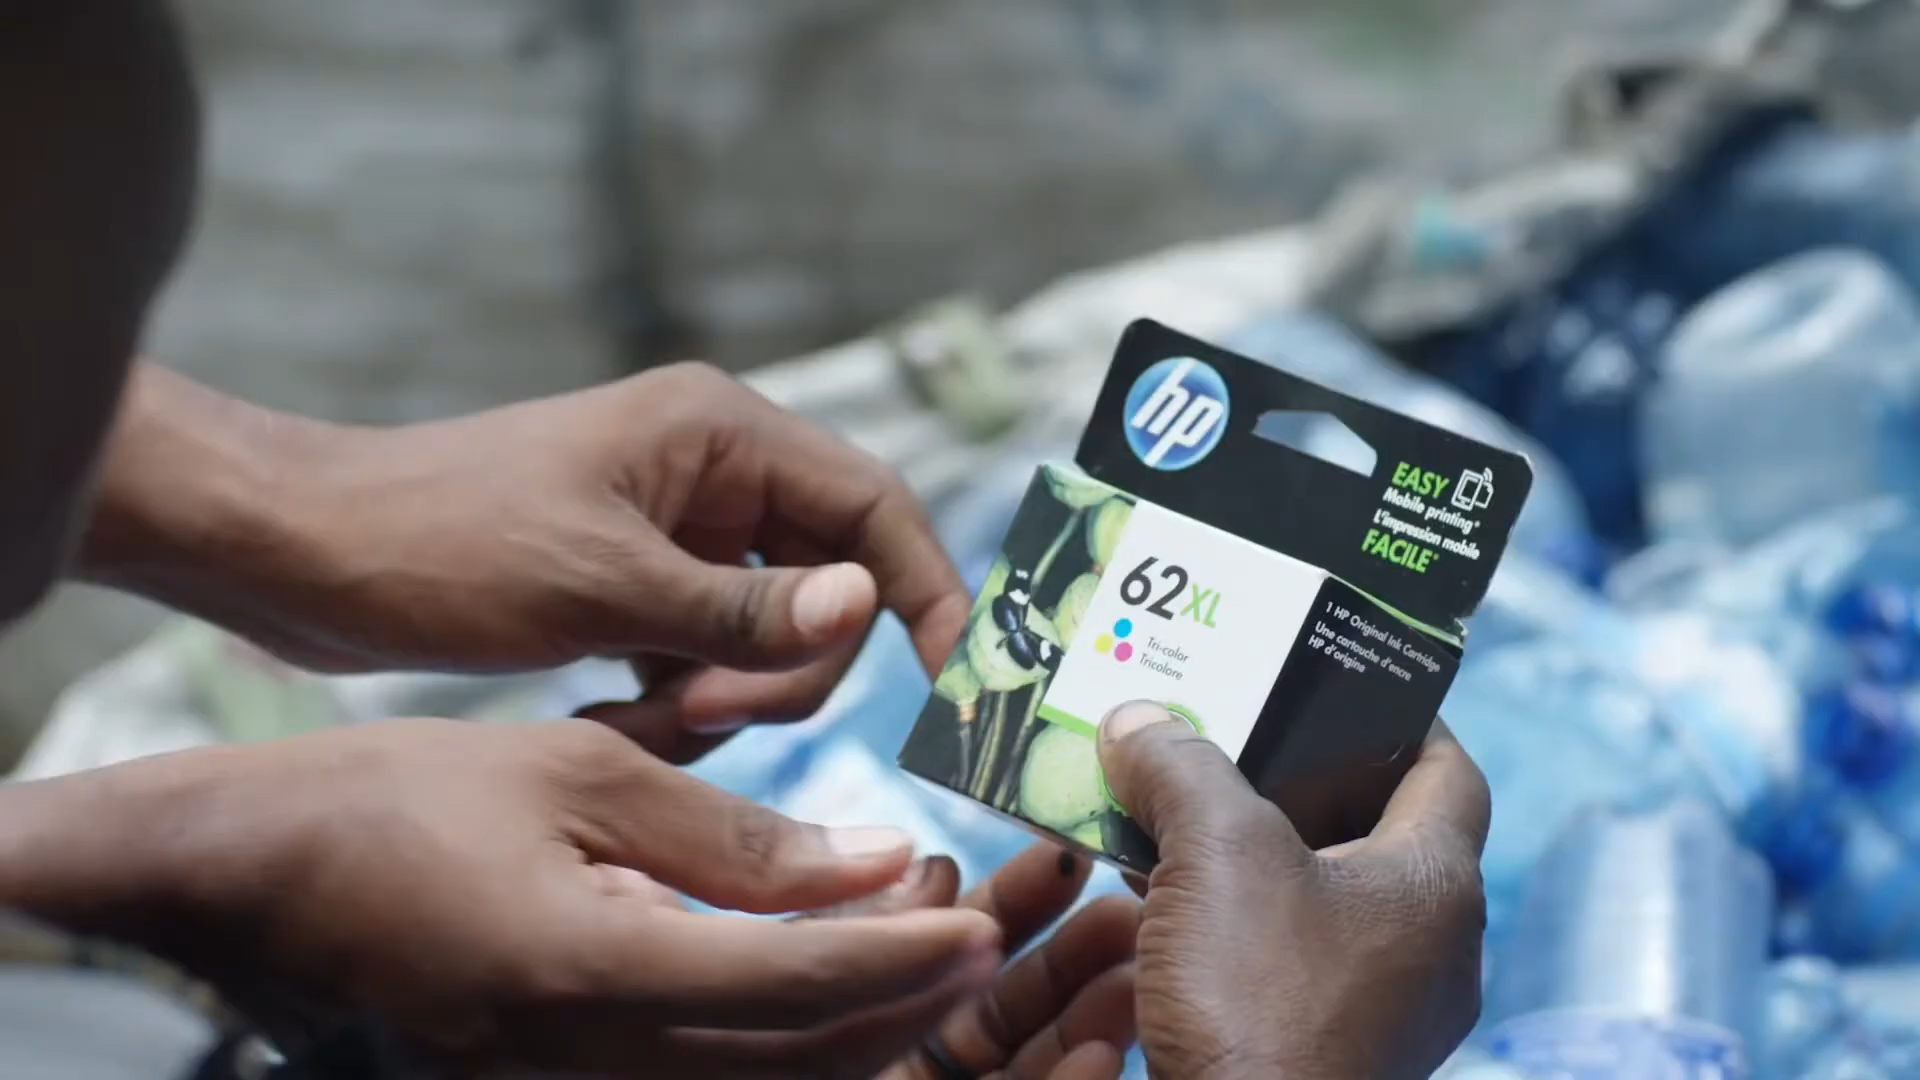 hp
EASY
Mobile printing*
L'impression mobile
FACILE*
62XL
Tri-color
Tricolore
1 HP Original Ink Cartridge
Une cartouche d'encre
HP d'origine